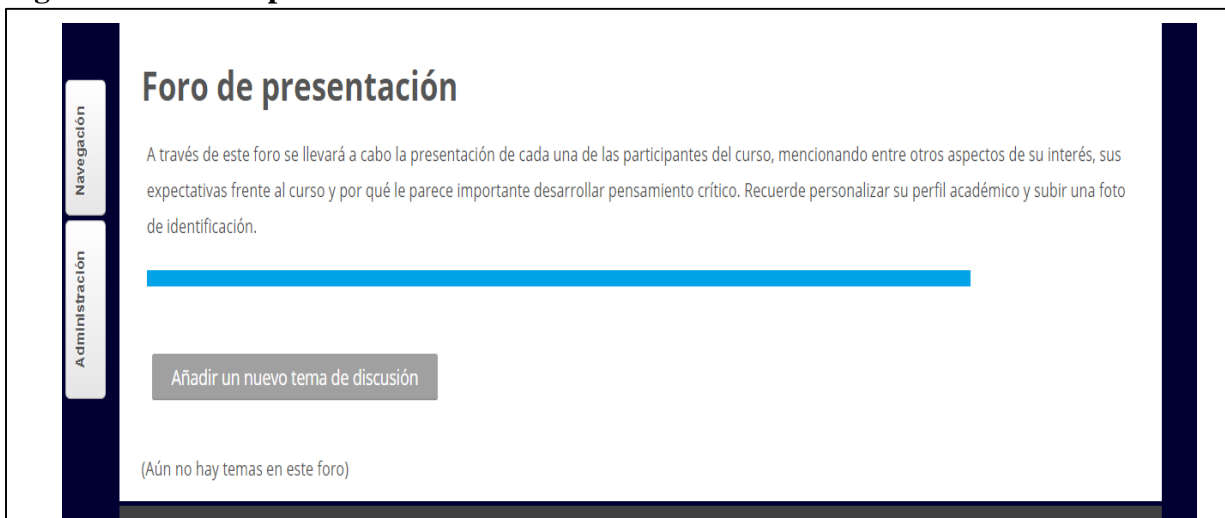 Foro de presentación
A través de este foro se llevará a cabo la presentación de cada una de las participantes del curso, mencionando entre otros aspectos de su interés, sus
expectativas frente al curso y por qué le parece importante desarrollar pensamiento crítico. Recuerde personalizar su perfil académico y subir una foto
de identificación.
Navegación
Administración
Añadir un nuevo tema de discusión
(Aún no hay temas en este foro)